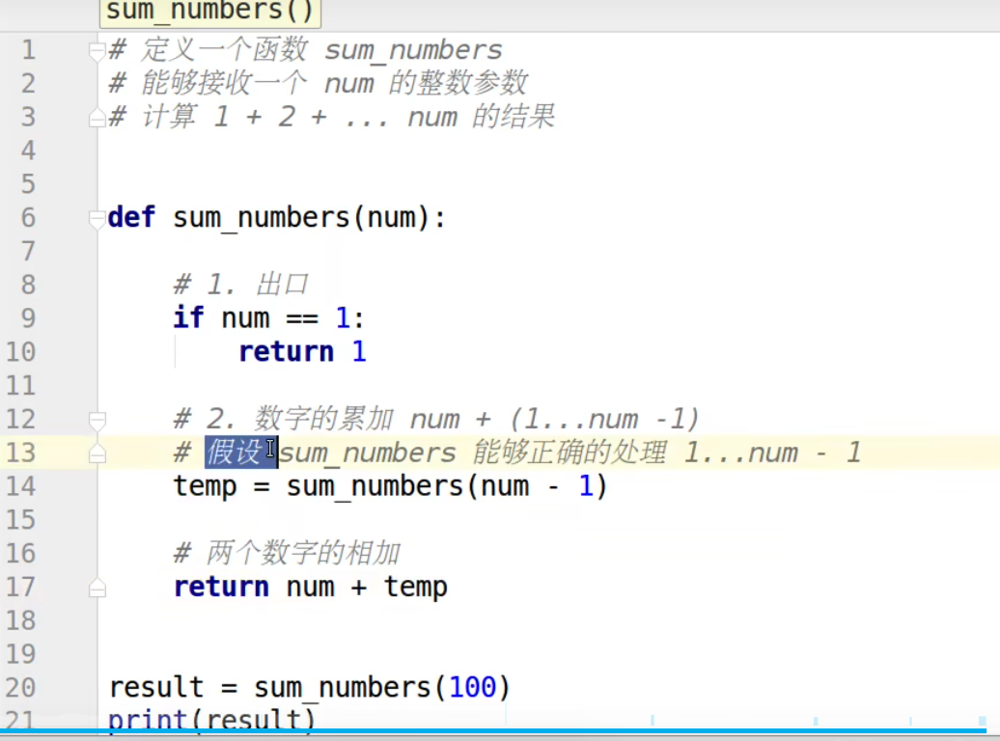 sum_numbers()
1 # 定义一个函数 sum_numbers
2 # 能够接收一个 num 的整数参数
3 # 计算 1 + 2 + ... num 的结果
4
5
6 def sum_numbers(num):
7
8 # 1. 出口
9 if num == 1:
10 return 1
11
12 # 2. 数字的累加 num + (1...num -1)
13 # 假设 sum_numbers 能够正确的处理 1...num - 1
14 temp = sum_numbers(num - 1)
15
16 # 两个数字的相加
17 return num + temp
18
19
20 result = sum_numbers(100)
21 print(result)